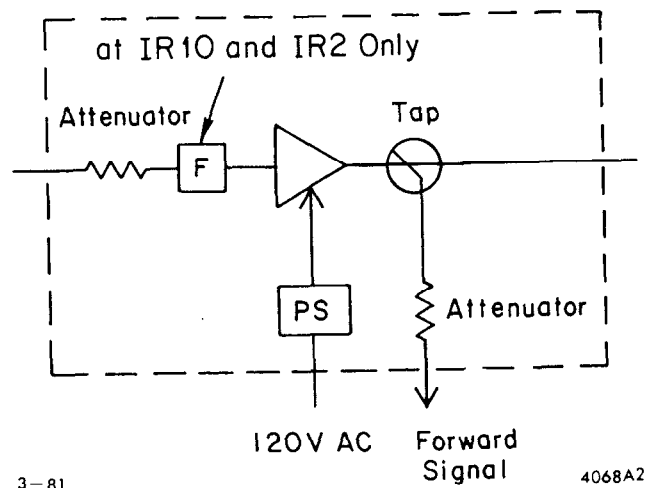 at IR10 and IR2 Only
Attenuator
Tap
F
PS
Attenuator
120V AC
Forward
Signal
3-81
4068A2